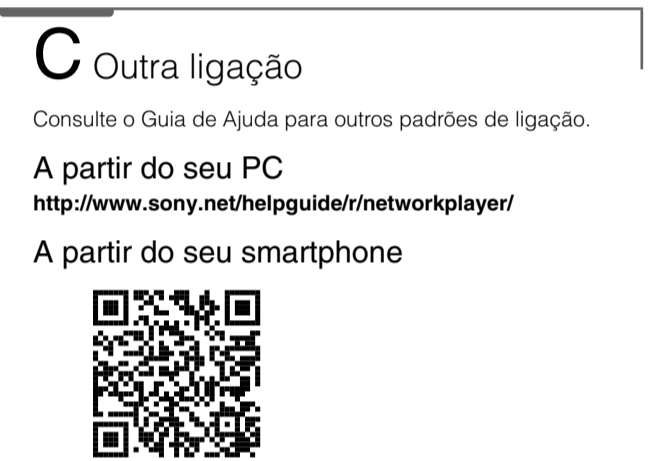 C Outra ligação
Consulte o Guia de Ajuda para outros padrões de ligação.
A partir do seu PC
http://www.sony.net/helpguide/r/networkplayer/
A partir do seu smartphone